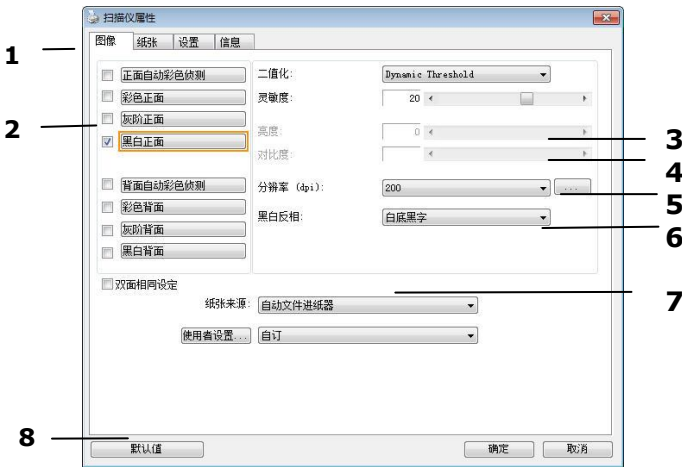 扫描仪属性
图像 纸张 设置 信息
1
正面自动彩色侦测 二值化: Dynamic Threshold
彩色正面 灵敏度: 20
2
灰阶正面
黑白正面 亮度: 0
3
对比度:
4
背面自动彩色侦测 分辨率 (dpi): 200 ...
5
彩色背面 黑白反相: 白底黑字
6
灰阶背面
黑白背面
双面相同设定
7
纸张来源: 自动文件进纸器
使用者设置... 自订
8
默认值 确定 取消